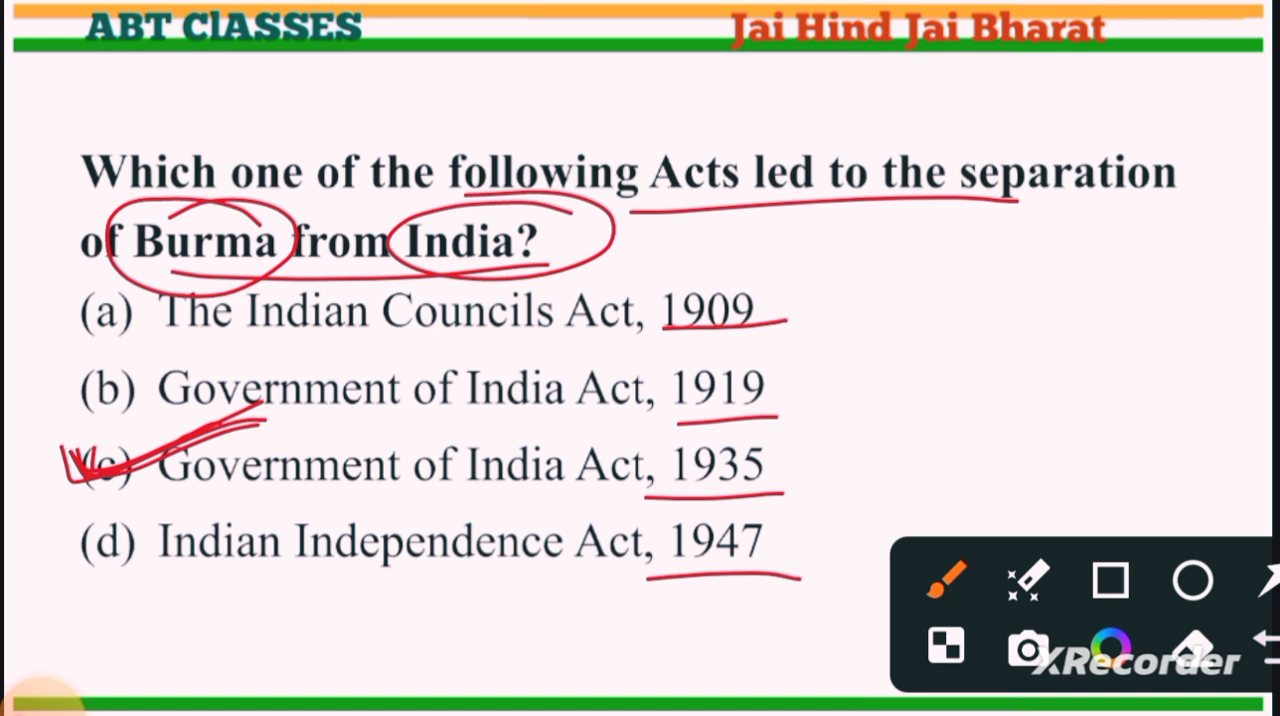 ABT ClASSES Jai Hind Jai Bharat
Which one of the following Acts led to the separation
of Burma from India?
(a) The Indian Councils Act, 1909
(b) Government of India Act, 1919
(c) Government of India Act, 1935
(d) Indian Independence Act, 1947
XRecorder